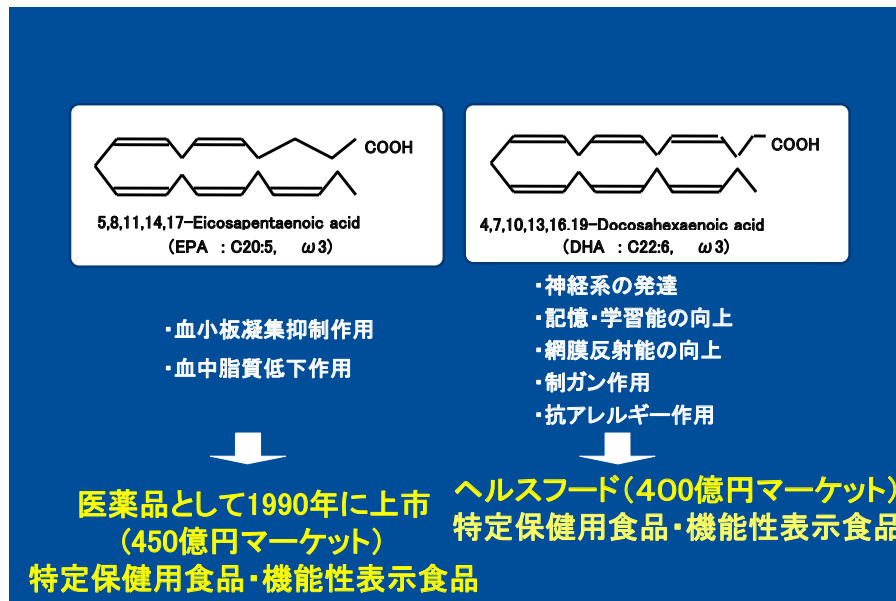 COOH
5,8,11,14,17-Eicosapentaenoic acid
(EPA : C20:5, ω3)
・血小板凝集抑制作用
・血中脂質低下作用
医薬品として1990年に上市
(450億円マーケット)
特定保健用食品・機能性表示食品
COOH
4,7,10,13,16,19-Docosahexaenoic acid
(DHA : C22:6, ω3)
・神経系の発達
・記憶・学習能の向上
・網膜反射能の向上
・制ガン作用
・抗アレルギー作用
ヘルスフード(400億円マーケット)
特定保健用食品・機能性表示食品